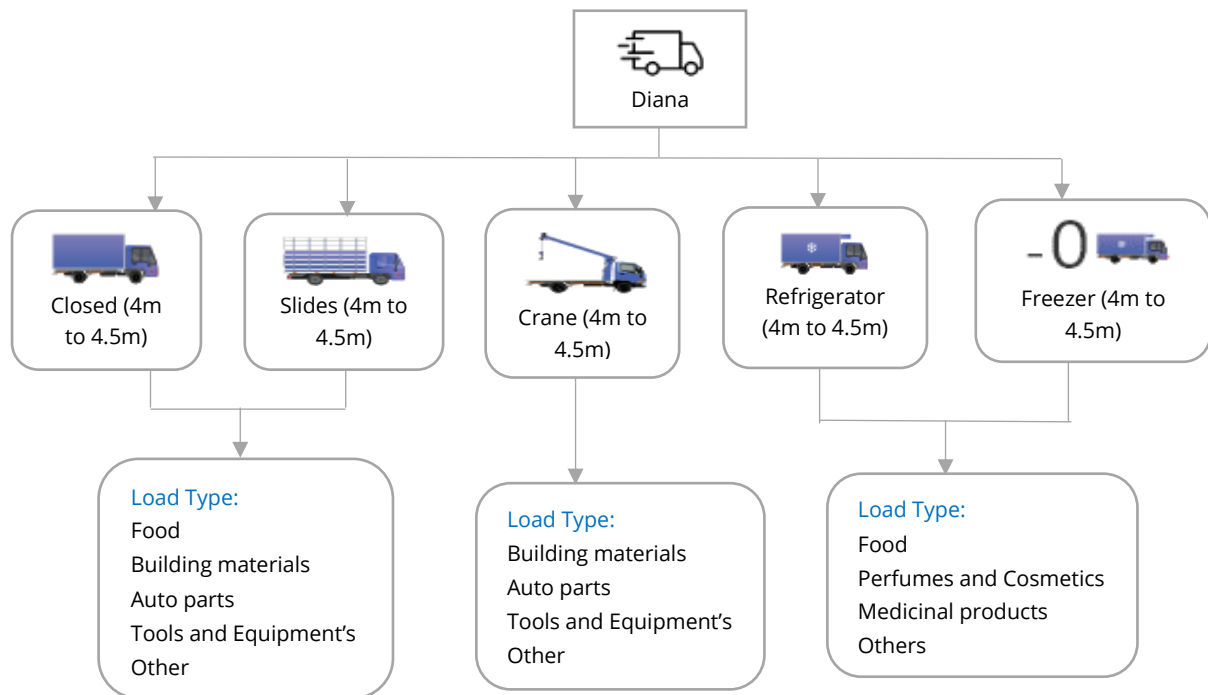 Diana
Closed (4m
to 4.5m)
Slides (4m to
4.5m)
Crane (4m to
4.5m)
Refrigerator
(4m to 4.5m)
-0
Freezer (4m to
4.5m)
Load Type:
Food
Building materials
Auto parts
Tools and Equipment’s
Other
Load Type:
Building materials
Auto parts
Tools and Equipment’s
Other
Load Type:
Food
Perfumes and Cosmetics
Medicinal products
Others